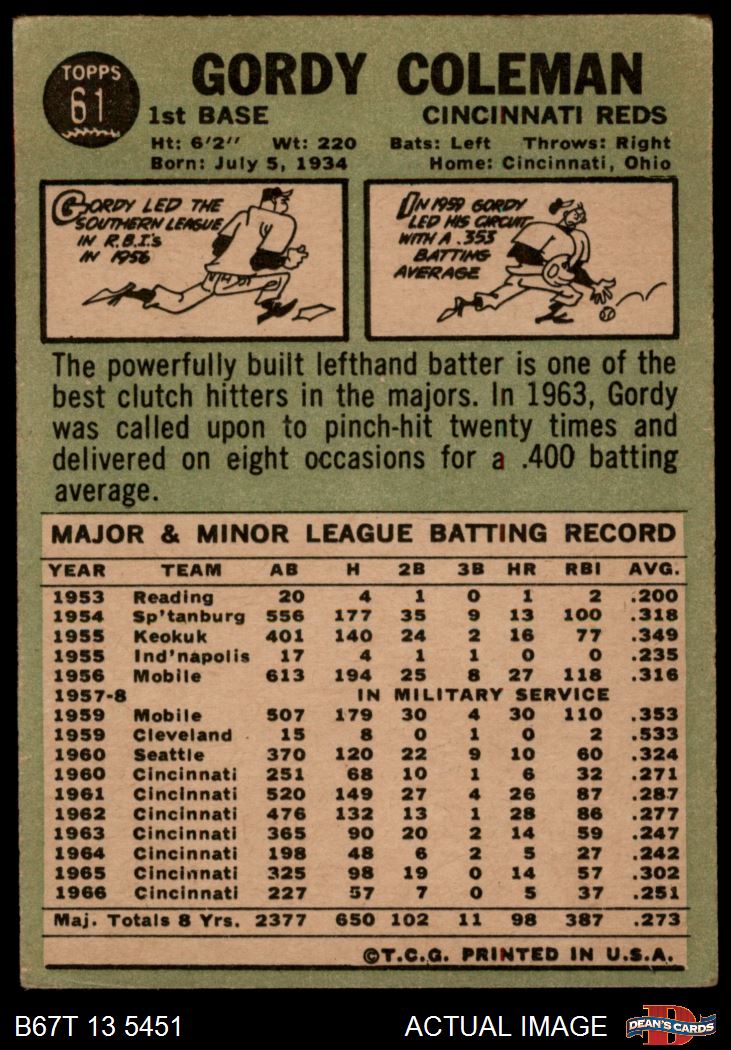 TOPPS
61
GORDY COLEMAN
1st BASE
CINCINNATI REDS
Ht: 6'2" Wt: 220 Bats: Left Throws: Right
Born: July 5, 1934 Home: Cincinnati, Ohio
GORDY LED THE
SOUTHERN LEAGUE
IN R.B.I.'s
IN 1956
IN 1959 GORDY
LED HIS CIRCUIT
WITH A .353
BATTING
AVERAGE
The powerfully built lefthand batter is one of the
best clutch hitters in the majors. In 1963, Gordy
was called upon to pinch-hit twenty times and
delivered on eight occasions for a .400 batting
average.
MAJOR & MINOR LEAGUE BATTING RECORD
YEAR TEAM AB H 2B 3B HR RBI AVG.
1953 Reading 20 4 1 0 1 2 .200
1954 Sp'tanburg 556 177 35 9 13 100 .318
1955 Keokuk 401 140 24 2 16 77 .349
1955 Ind'napolis 17 4 1 1 0 0 .235
1956 Mobile 613 194 25 8 27 118 .316
1957-8 IN MILITARY SERVICE
1959 Mobile 507 179 30 4 30 110 .353
1959 Cleveland 15 8 0 1 0 2 .533
1960 Seattle 370 120 22 9 10 60 .324
1960 Cincinnati 251 68 10 1 6 32 .271
1961 Cincinnati 520 149 27 4 26 87 .287
1962 Cincinnati 476 132 13 1 28 86 .277
1963 Cincinnati 365 90 20 2 14 59 .247
1964 Cincinnati 198 48 6 2 5 27 .242
1965 Cincinnati 325 98 19 0 14 57 .302
1966 Cincinnati 227 57 7 0 5 37 .251
Maj. Totals 8 Yrs. 2377 650 102 11 98 387 .273
©T.C.G. PRINTED IN U.S.A.
B67T 13 5451
ACTUAL IMAGE
D
DEAN'S CARDS